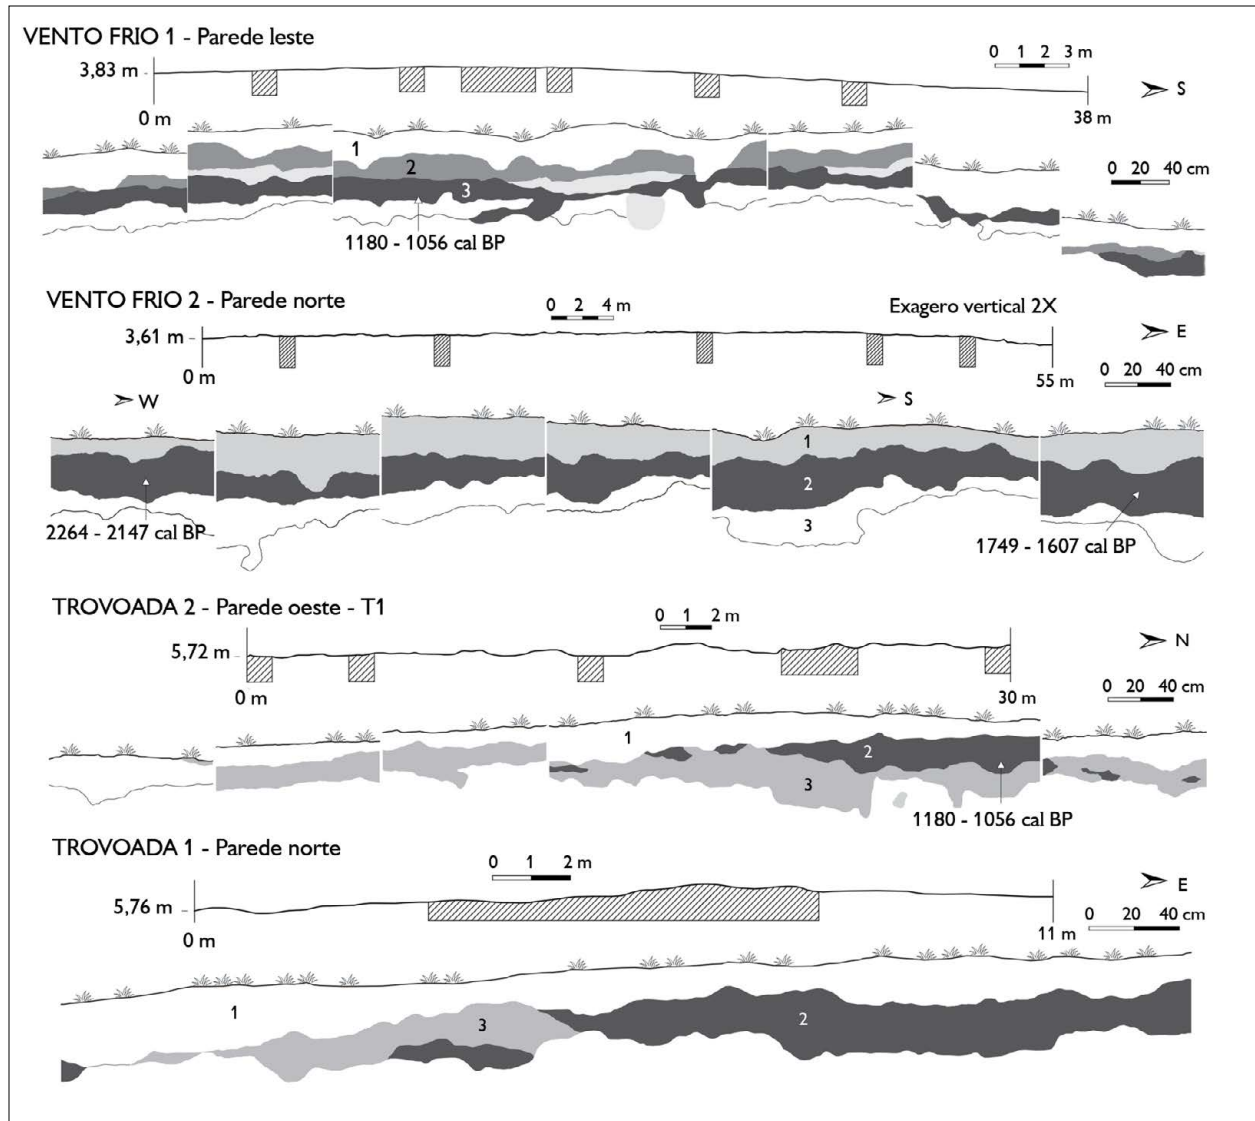 VENTO FRIO 1 - Parede leste
0 1 2 3 m
3,83 m
S
0 m
38 m
1
2
3
0 20 40 cm
1180 - 1056 cal BP
VENTO FRIO 2 - Parede norte
0 2 4 m
Exagero vertical 2X
3,61 m
E
0 m
55 m
0 20 40 cm
W
S
1
2
3
2264 - 2147 cal BP
1749 - 1607 cal BP
TROVOADA 2 - Parede oeste - T1
0 1 2 m
5,72 m
N
0 m
30 m
0 20 40 cm
1
2
3
1180 - 1056 cal BP
TROVOADA 1 - Parede norte
0 1 2 m
E
5,76 m
0 20 40 cm
0 m
11 m
1
3
2